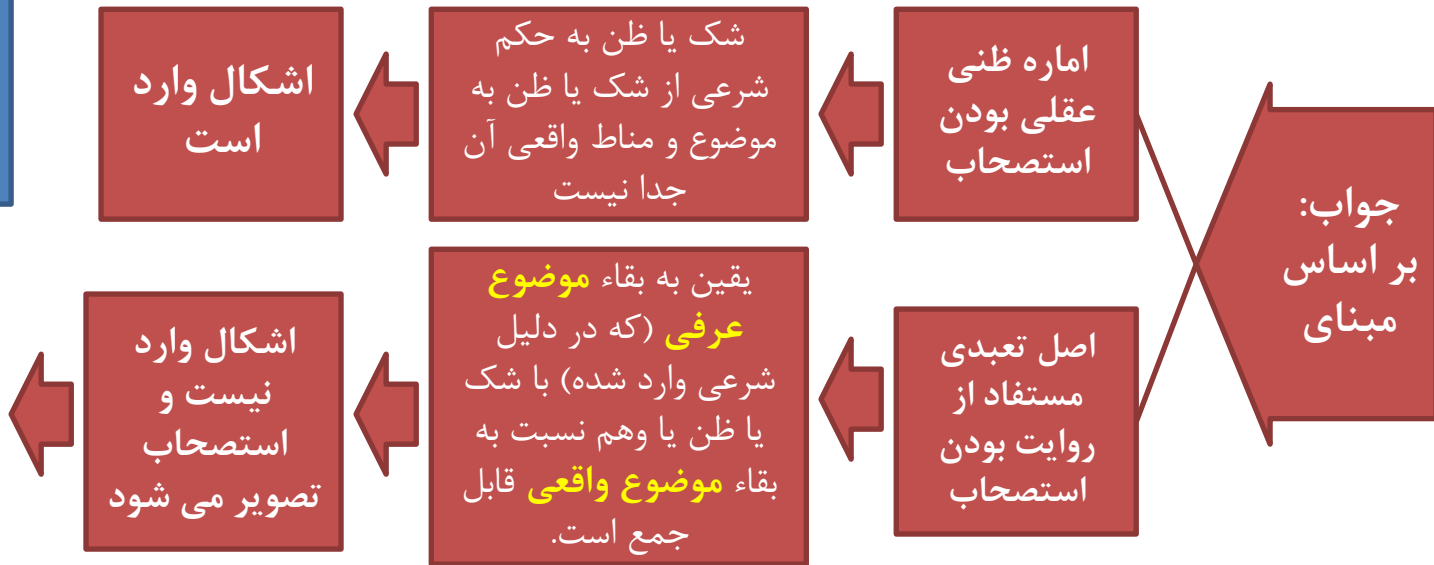 جواب:
بر اساس
مبنای
اماره ظنی
عقلی بودن
استصحاب
شک یا ظن به حکم
شرعی از شک یا ظن به
موضوع و مناط واقعی آن
جدا نیست
اشکال وارد
است
اصل تعبدی
مستفاد از
روایت بودن
استصحاب
یقین به بقاء موضوع
عرفی (که در دلیل
شرعی وارد شده) با شک
یا ظن یا وهم نسبت به
بقاء موضوع واقعی قابل
جمع است.
اشکال وارد
نیست و
استصحاب
تصویر می شود